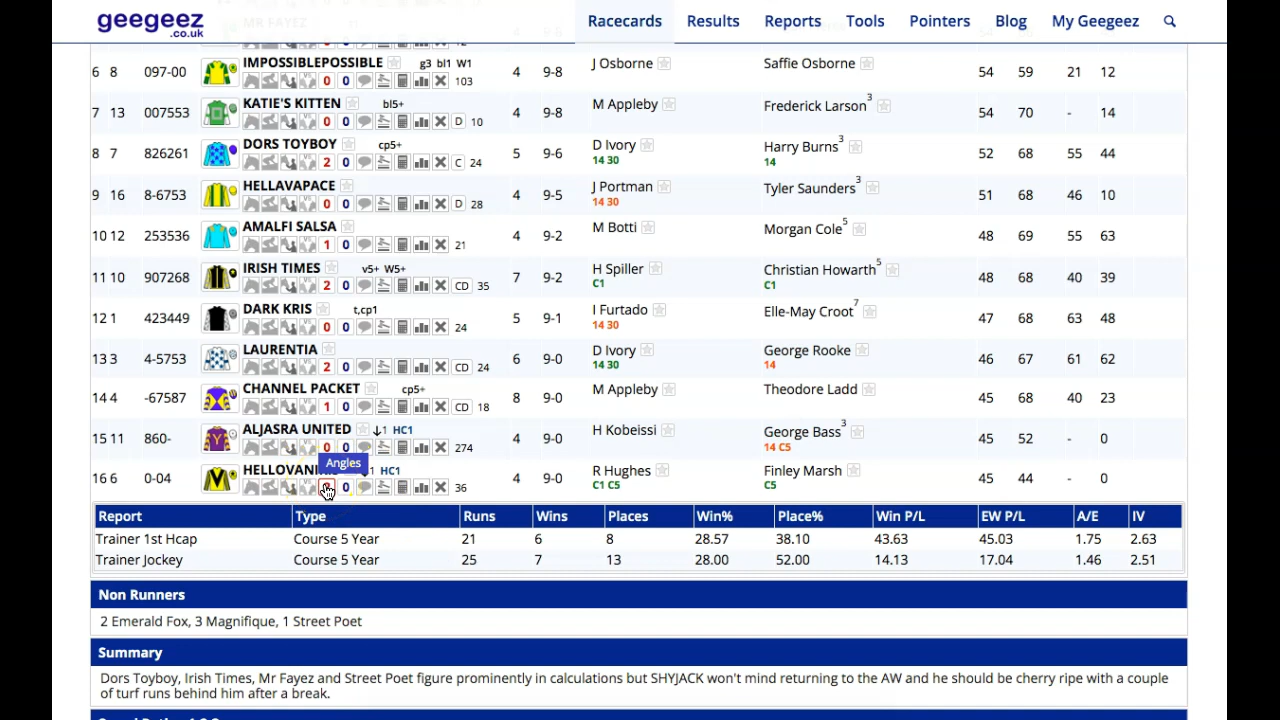 geegeez
.co.uk
Racecards Results Reports Tools Pointers Blog My Geegeez
MR FAYEZ
6 8 097-00 IMPOSSIBLEPOSSIBLE g3 bl1 W1 4 9-8 J Osborne Saffie Osborne 54 59 21 12
0 0 103
7 13 007553 KATIE'S KITTEN bl5+ 4 9-8 M Appleby Frederick Larson 3 54 70 - 14
0 0 D 10
8 7 826261 DORS TOYBOY cp5+ 5 9-6 D Ivory Harry Burns 3 52 68 55 44
2 0 C 24 14 30 14
9 16 8-6753 HELLAVAPACE 4 9-5 J Portman Tyler Saunders 3 51 68 46 10
0 0 D 28 14 30
10 12 253536 AMALFI SALSA 4 9-2 M Botti Morgan Cole 5 48 69 55 63
1 0 21
11 10 907268 IRISH TIMES v5+ W5+ 7 9-2 H Spiller Christian Howarth 5 48 68 40 39
2 0 CD 35 C1 C1
12 1 423449 DARK KRIS t,cp1 5 9-1 I Furtado Elle-May Croot 7 47 68 63 48
0 0 24 14 30
13 3 4-5753 LAURENTIA 6 9-0 D Ivory George Rooke 46 67 61 62
2 0 CD 24 14 30 14
14 4 -67587 CHANNEL PACKET cp5+ 8 9-0 M Appleby Theodore Ladd 45 68 40 23
1 0 CD 18
15 11 860- ALJASRA UNITED ↓1 HC1 4 9-0 H Kobeissi George Bass 3 45 52 - 0
0 0 274 14 C5
Angles
16 6 0-04 1 HC1 4 9-0 R Hughes Finley Marsh 45 44 - 0
0 36 C1 C5 C5
Report Type Runs Wins Places Win% Place% Win P/L EW P/L A/E IV
Trainer 1st Hcap Course 5 Year 21 6 8 28.57 38.10 43.63 45.03 1.75 2.63
Trainer Jockey Course 5 Year 25 7 13 28.00 52.00 14.13 17.04 1.46 2.51
Non Runners
2 Emerald Fox, 3 Magnifique, 1 Street Poet
Summary
Dors Toyboy, Irish Times, Mr Fayez and Street Poet figure prominently in calculations but SHYJACK won't mind returning to the AW and he should be cherry ripe with a couple
of turf runs behind him after a break.